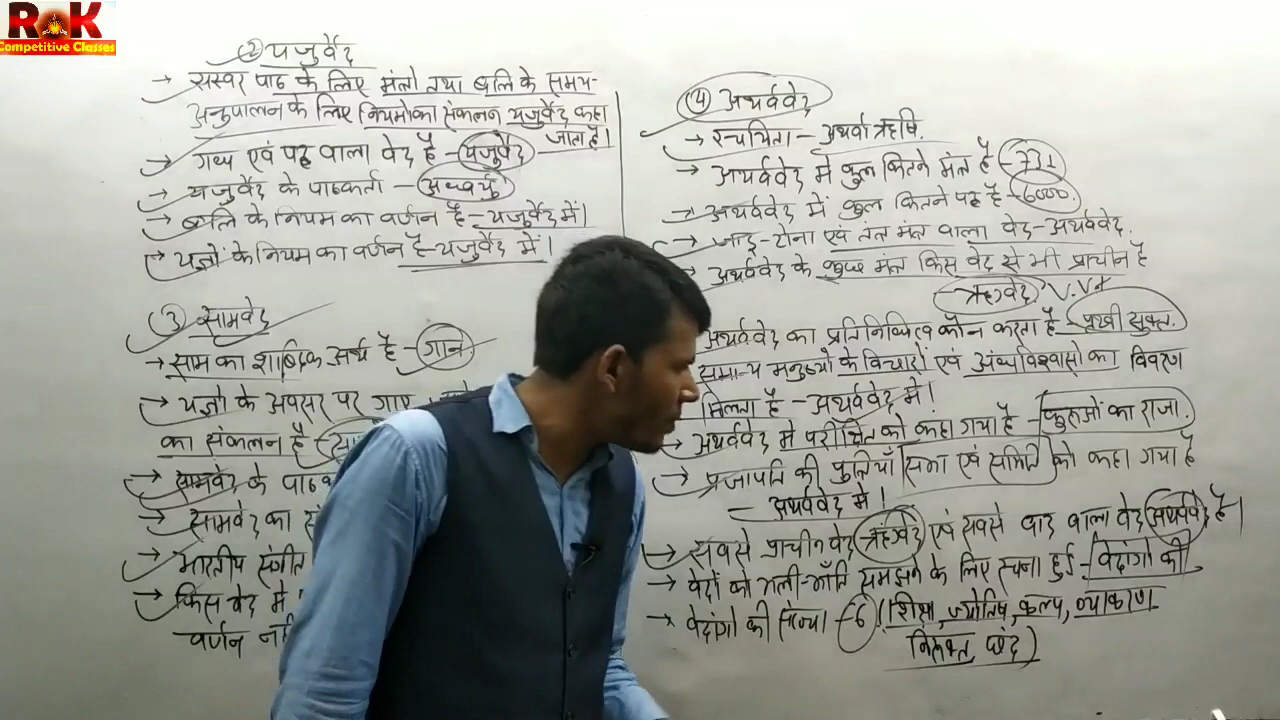 RK
Competitive Classes
② यजुर्वेद
→ सस्वर पाठ के लिए मंत्रो तथा बलि के समय-
अनुपालन के लिए नियमो का संकलन यजुर्वेद कहा
जाता है।
→ गद्य एवं पद्य वाला वेद है - यजुर्वेद
→ यजुर्वेद के पाठकर्ता - अध्वर्यु
→ बलि के नियम का वर्णन है - यजुर्वेद में।
→ यज्ञों के नियम का वर्णन है - यजुर्वेद में।
③ सामवेद
→ साम का शाब्दिक अर्थ है - गान
→ यज्ञो के अवसर पर गाए
का संकलन है - सा
→ सामवेद के पाठक
→ सामवेद का
→ भारतीय संगीत
→ किस वेद मे
वर्णन न
④ अथर्ववेद
→ रचयिता - अथर्वा ऋषि.
→ अथर्ववेद मे कुल कितने मंत्र है - 731
→ अथर्ववेद में कुल कितने पद्य है - 6000.
→ जादू-टोना एवं तंत्र मंत्र वाला वेद - अथर्ववेद.
→ अथर्ववेद के कुछ मंत्र किस वेद से भी प्राचीन है
- ऋग्वेद V.V.I
अथर्ववेद का प्रतिनिधित्व कौन करता है - पृथ्वी सुक्त.
समान्य मनुष्यो के विचारो एवं अंधविश्वासो का विवरण
मिलता है - अथर्ववेद में।
→ अथर्ववेद मे परीक्षित को कहा गया है - कुरुओं का राजा.
→ प्रजापति की पुत्रियाँ सभा एवं समिति को कहा गया है
- अथर्ववेद में।
→ सबसे प्राचीन वेद - ऋग्वेद एवं सबसे बाद वाला वेद अथर्ववेद है।
→ वेदों को भली-भाँति समझने के लिए रचना हुई - वेदांगो की
→ वेदांगो की संख्या - 6 (शिक्षा, ज्योतिष, कल्प, व्याकरण
निरुक्त, छंद)